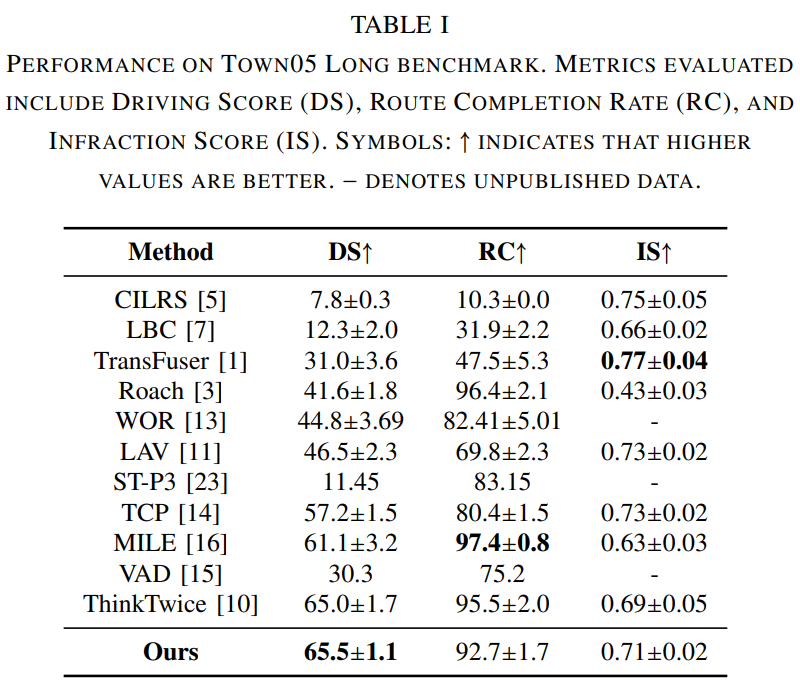 TABLE I
PERFORMANCE ON TOWN05 LONG BENCHMARK. METRICS EVALUATED
INCLUDE DRIVING SCORE (DS), ROUTE COMPLETION RATE (RC), AND
INFRACTION SCORE (IS). SYMBOLS: ↑ INDICATES THAT HIGHER
VALUES ARE BETTER. – DENOTES UNPUBLISHED DATA.
Method DS↑ RC↑ IS↑
CILRS [5] 7.8±0.3 10.3±0.0 0.75±0.05
LBC [7] 12.3±2.0 31.9±2.2 0.66±0.02
TransFuser [1] 31.0±3.6 47.5±5.3 0.77±0.04
Roach [3] 41.6±1.8 96.4±2.1 0.43±0.03
WOR [13] 44.8±3.69 82.41±5.01 -
LAV [11] 46.5±2.3 69.8±2.3 0.73±0.02
ST-P3 [23] 11.45 83.15 -
TCP [14] 57.2±1.5 80.4±1.5 0.73±0.02
MILE [16] 61.1±3.2 97.4±0.8 0.63±0.03
VAD [15] 30.3 75.2 -
ThinkTwice [10] 65.0±1.7 95.5±2.0 0.69±0.05
Ours 65.5±1.1 92.7±1.7 0.71±0.02